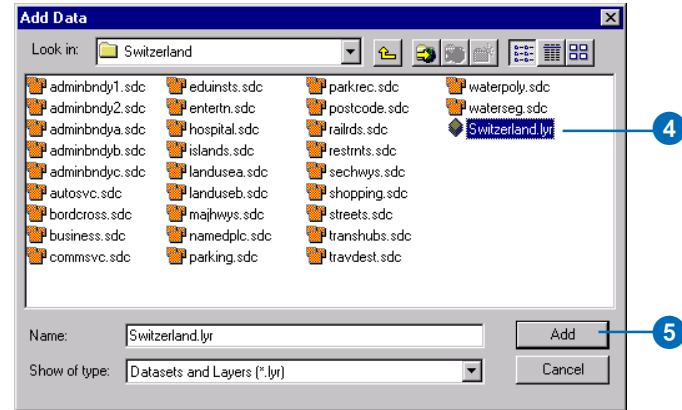 Add Data
Look in: Switzerland
adminbndy1.sdc eduinsts.sdc parkrec.sdc waterpoly.sdc
adminbndy2.sdc entertn.sdc postcode.sdc waterseg.sdc
adminbndya.sdc hospital.sdc railrds.sdc Switzerland.lyr 4
adminbndyb.sdc islands.sdc restrnts.sdc
adminbndyc.sdc landusea.sdc sechwys.sdc
autosvc.sdc landuseb.sdc shopping.sdc
bordcross.sdc majhwys.sdc streets.sdc
business.sdc namedplc.sdc transhubs.sdc
commsvc.sdc parking.sdc travdest.sdc
Name: Switzerland.lyr Add 5
Show of type: Datasets and Layers (*.lyr) Cancel